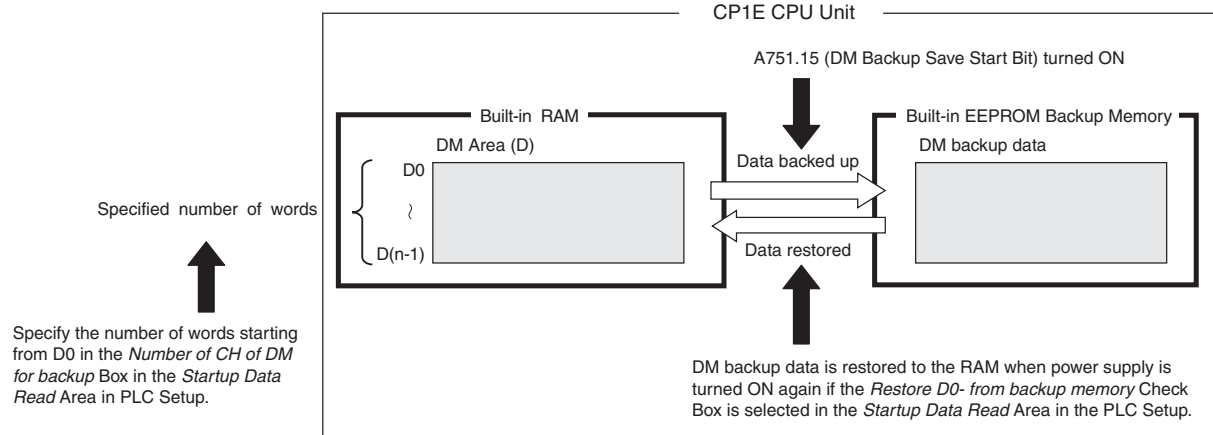 CP1E CPU Unit
A751.15 (DM Backup Save Start Bit) turned ON
Built-in RAM
Built-in EEPROM Backup Memory
DM Area (D)
DM backup data
D0
~
D(n-1)
Data backed up
Data restored
Specified number of words
Specify the number of words starting
from D0 in the Number of CH of DM
for backup Box in the Startup Data
Read Area in PLC Setup.
DM backup data is restored to the RAM when power supply is
turned ON again if the Restore D0- from backup memory Check
Box is selected in the Startup Data Read Area in the PLC Setup.